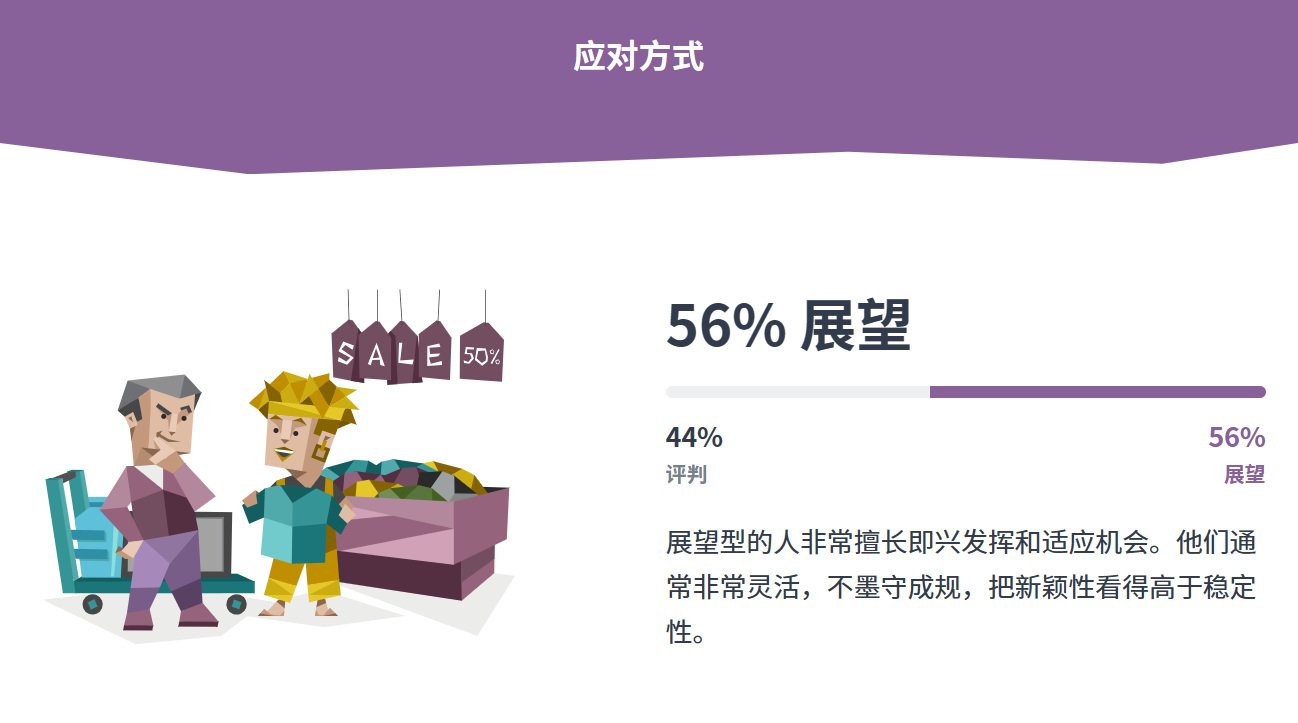 应对方式
S A L E 50%
56% 展望
44% 56%
评判 展望
展望型的人非常擅长即兴发挥和适应机会。他们通
常非常灵活，不墨守成规，把新颖性看得高于稳定
性。